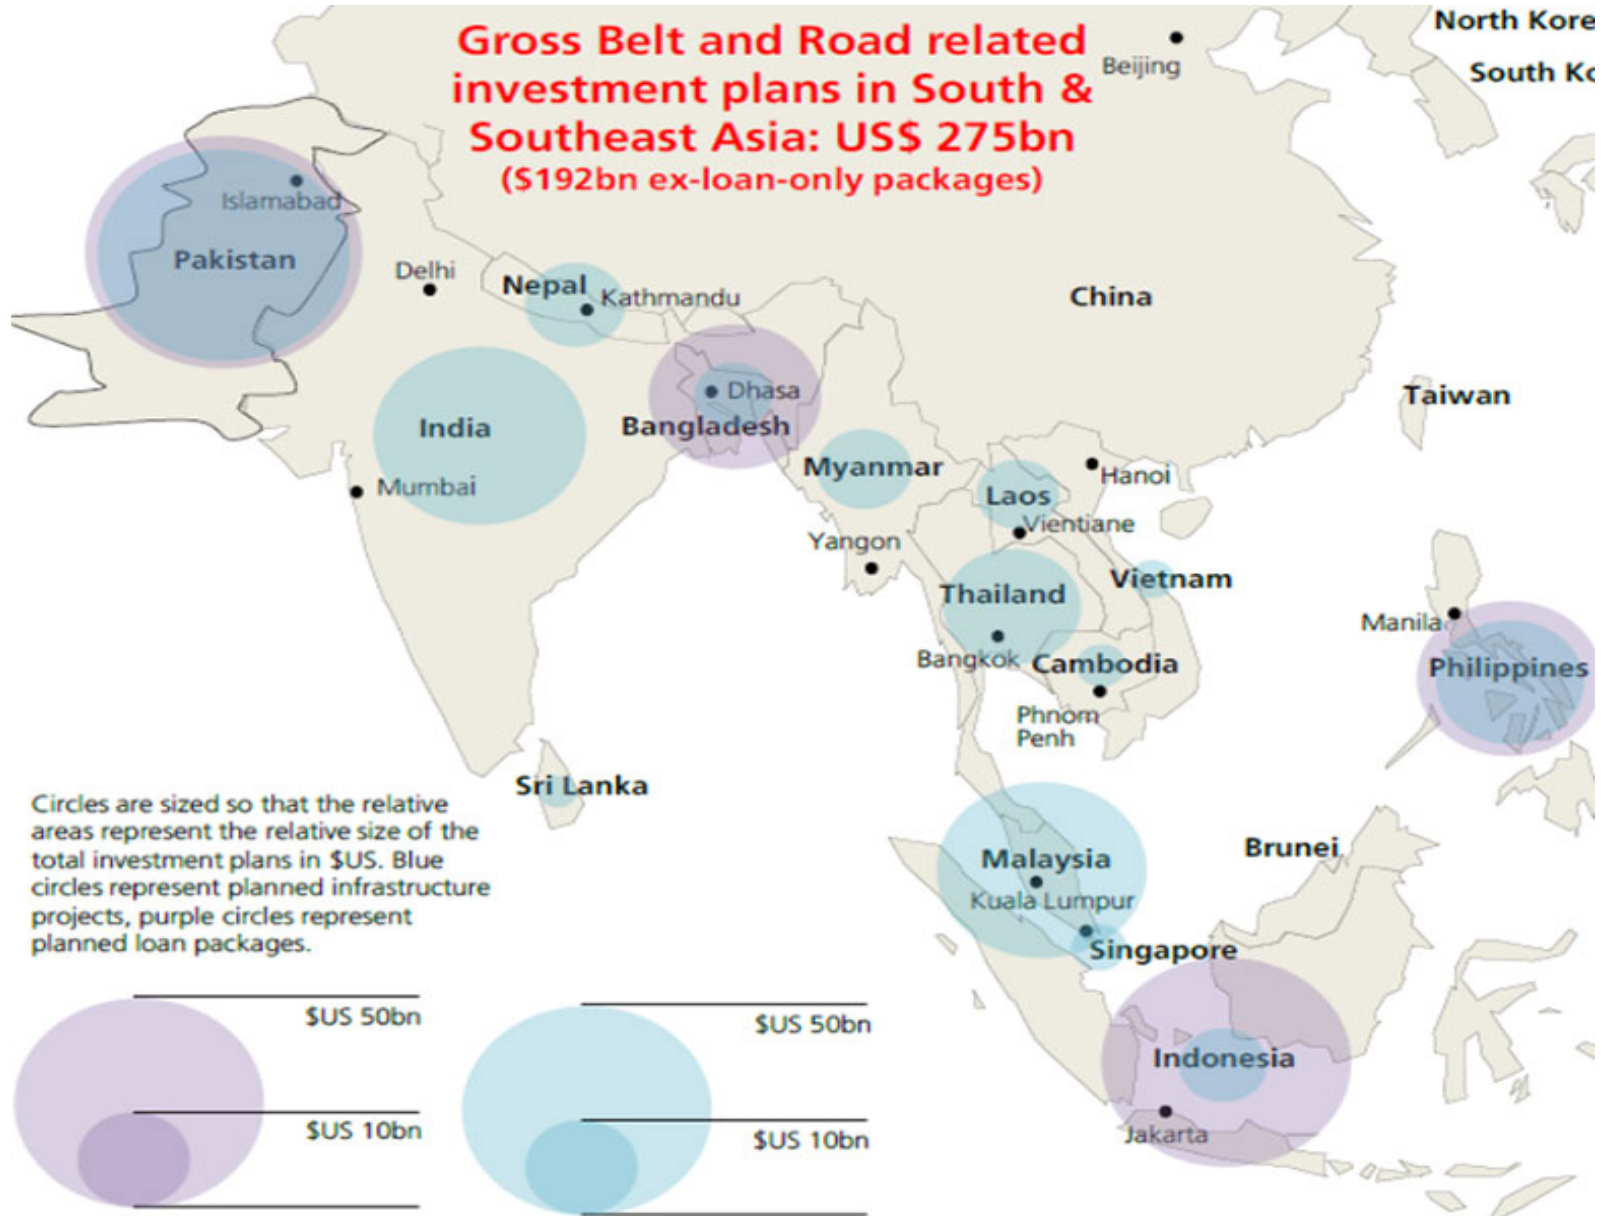 Gross Belt and Road related
investment plans in South &
Southeast Asia: US$ 275bn
($192bn ex-loan-only packages)
North Kore
Beijing
South Ko
Islamabad
Pakistan
Delhi
Nepal
Kathmandu
China
Dhasa
Taiwan
India
Bangladesh
Mumbai
Myanmar
Hanoi
Laos
Vientiane
Yangon
Thailand
Vietnam
Manila
Bangkok
Cambodia
Philippines
Phnom
Penh
Sri Lanka
Circles are sized so that the relative
areas represent the relative size of the
total investment plans in $US. Blue
circles represent planned infrastructure
projects, purple circles represent
planned loan packages.
Brunei
Malaysia
Kuala Lumpur
Singapore
Indonesia
Jakarta
$US 50bn
$US 10bn
$US 50bn
$US 10bn